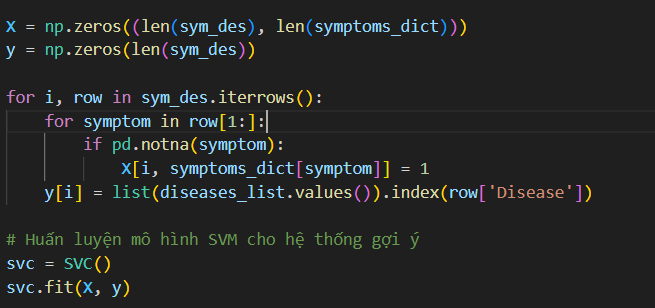 X = np.zeros((len(sym_des), len(symptoms_dict)))
y = np.zeros(len(sym_des))

for i, row in sym_des.iterrows():
    for symptom in row[1:]:
        if pd.notna(symptom):
            X[i, symptoms_dict[symptom]] = 1
    y[i] = list(diseases_list.values()).index(row['Disease'])

# Huấn luyện mô hình SVM cho hệ thống gợi ý
svc = SVC()
svc.fit(X, y)